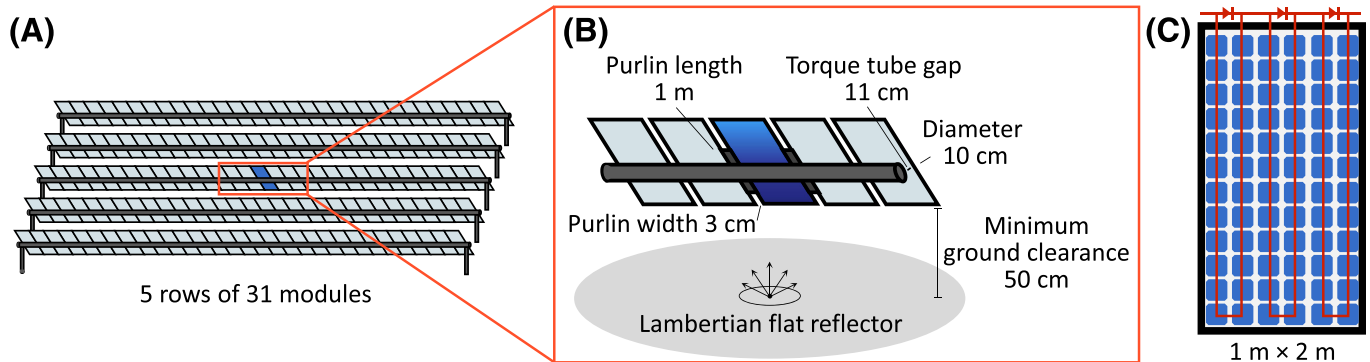 (A)
5 rows of 31 modules
(B)
Purlin length
1 m
Torque tube gap
11 cm
Diameter
10 cm
Purlin width 3 cm
Minimum
ground clearance
50 cm
Lambertian flat reflector
(C)
1 m × 2 m